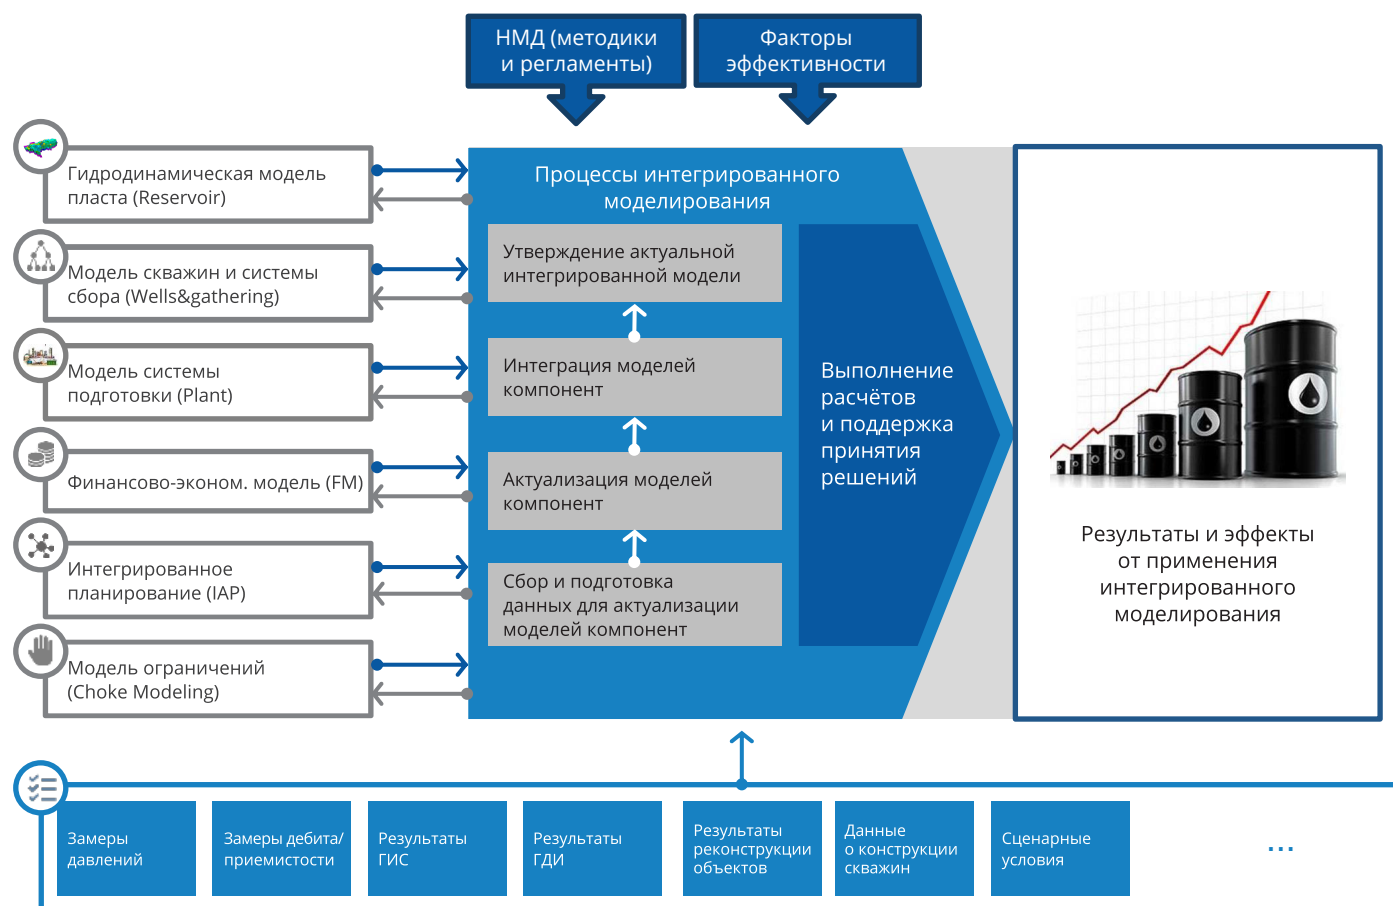 НМД (методики
и регламенты)
Факторы
эффективности
Гидродинамическая модель
пласта (Reservoir)
Модель скважин и системы
сбора (Wells&gathering)
Модель системы
подготовки (Plant)
Финансово-эконом. модель (FM)
Интегрированное
планирование (IAP)
Модель ограничений
(Choke Modeling)
Процессы интегрированного
моделирования
Утверждение актуальной
интегрированной модели
Интеграция моделей
компонент
Актуализация моделей
компонент
Сбор и подготовка
данных для актуализации
моделей компонент
Выполнение
расчётов
и поддержка
принятия
решений
Результаты и эффекты
от применения
интегрированного
моделирования
Замеры
давлений
Замеры дебита/
приемистости
Результаты
ГИС
Результаты
ГДИ
Результаты
реконструкции
объектов
Данные
о конструкции
скважин
Сценарные
условия
...